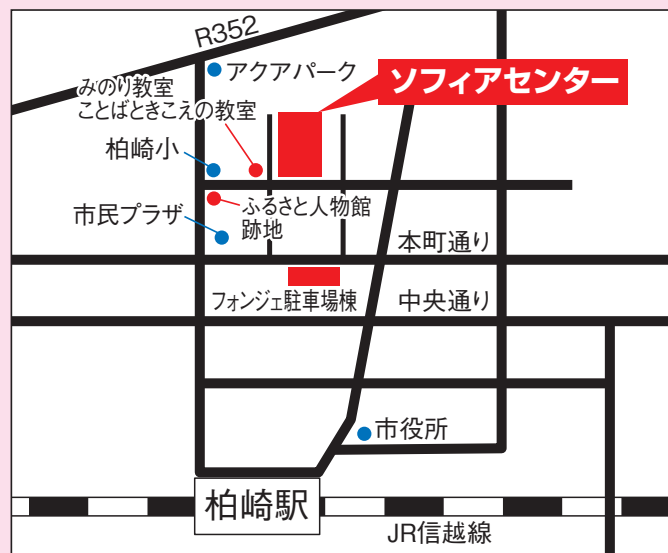 R352
アクアパーク
ソフィアセンター
みのり教室
ことばときこえの教室
柏崎小
ふるさと人物館
跡地
市民プラザ
本町通り
フォンジェ駐車場棟
中央通り
市役所
柏崎駅
JR信越線